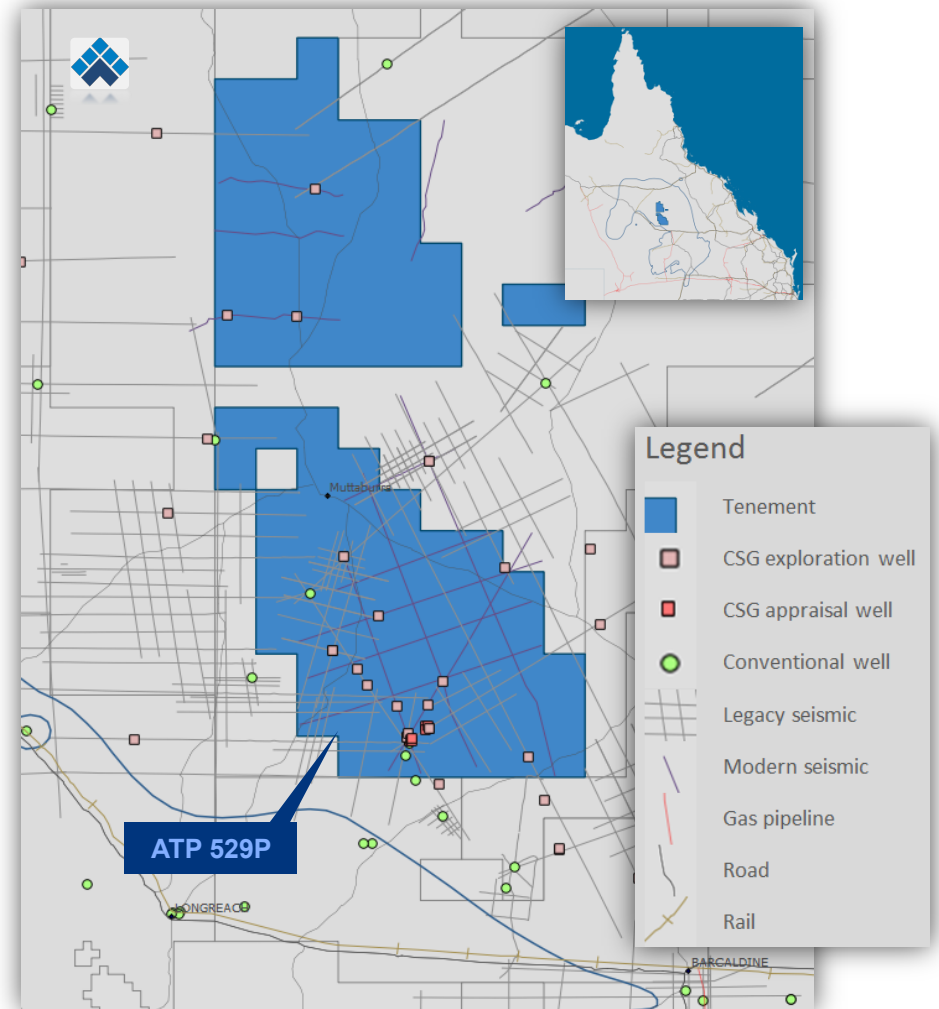 Legend
Tenement
CSG exploration well
CSG appraisal well
Conventional well
Legacy seismic
Modern seismic
Gas pipeline
Road
Rail
Muttaburra
ATP 529P
LONGREACH
BARCALDINE